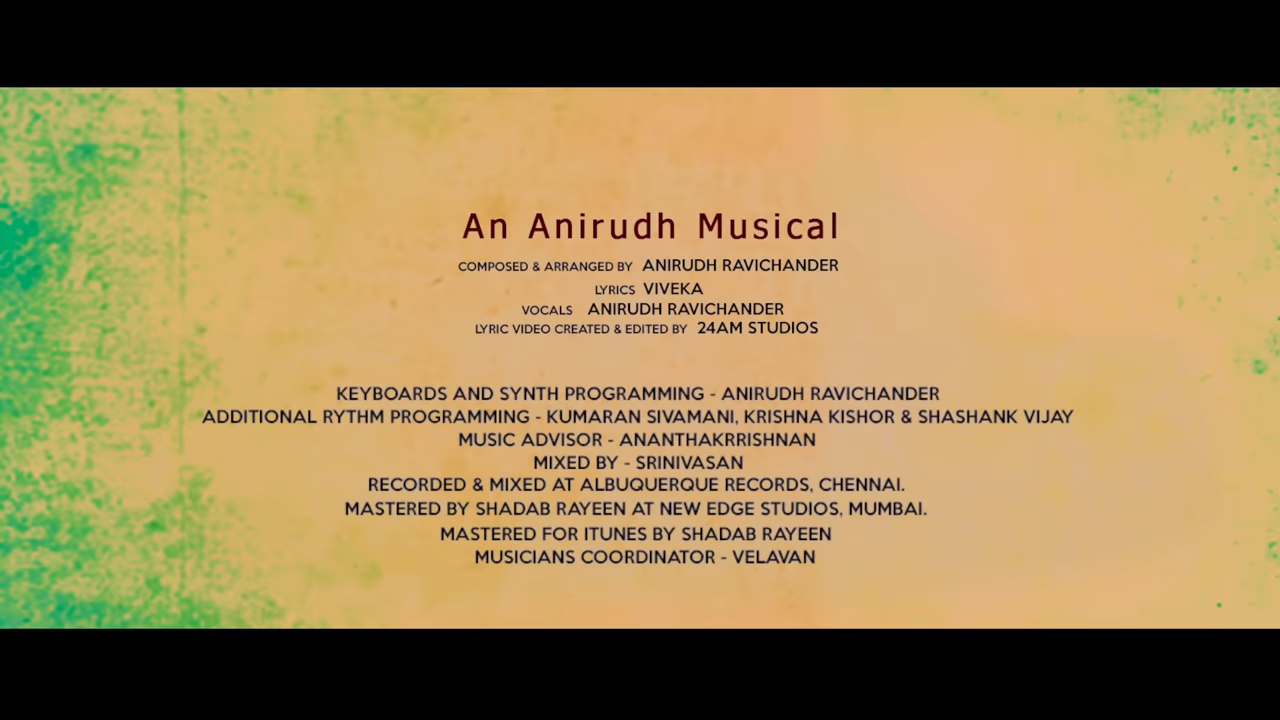 An Anirudh Musical
COMPOSED & ARRANGED BY ANIRUDH RAVICHANDER
LYRICS VIVEKA
VOCALS ANIRUDH RAVICHANDER
LYRIC VIDEO CREATED & EDITED BY 24AM STUDIOS
KEYBOARDS AND SYNTH PROGRAMMING - ANIRUDH RAVICHANDER
ADDITIONAL RYTHM PROGRAMMING - KUMARAN SIVAMANI, KRISHNA KISHOR & SHASHANK VIJAY
MUSIC ADVISOR - ANANTHAKRRISHNAN
MIXED BY - SRINIVASAN
RECORDED & MIXED AT ALBUQUERQUE RECORDS, CHENNAI.
MASTERED BY SHADAB RAYEEN AT NEW EDGE STUDIOS, MUMBAI.
MASTERED FOR ITUNES BY SHADAB RAYEEN
MUSICIANS COORDINATOR - VELAVAN